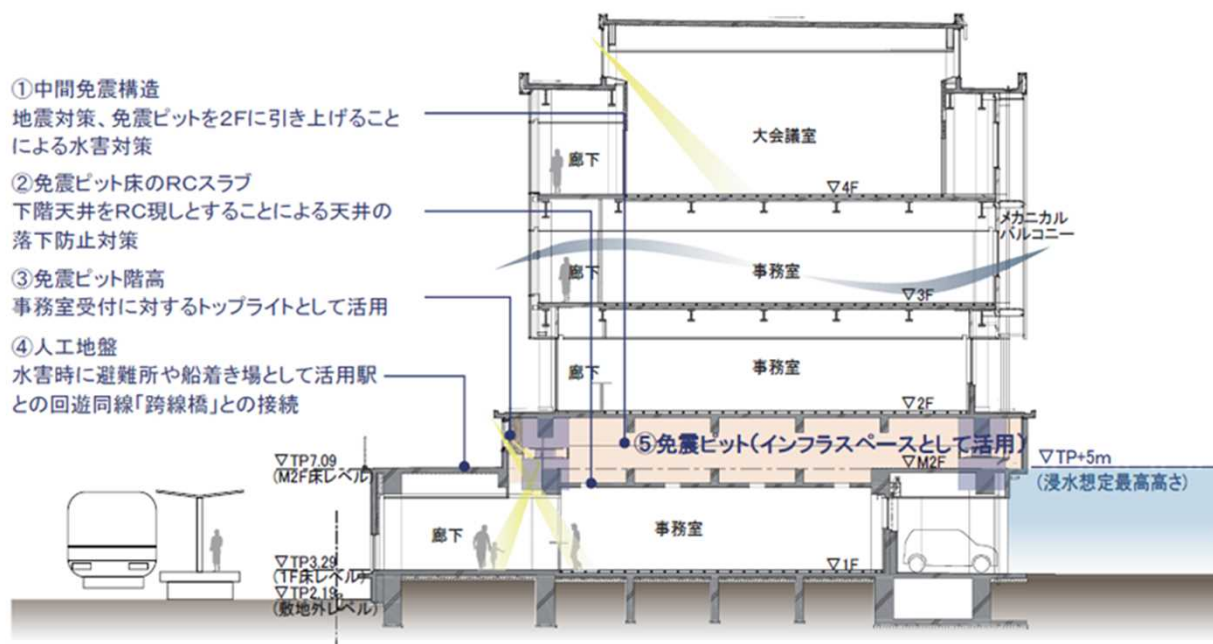 ①中間免震構造
地震対策、免震ピットを2Fに引き上げること
による水害対策
②免震ピット床のRCスラブ
下階天井をRC現しとすることによる天井の
落下防止対策
③免震ピット階高
事務室受付に対するトップライトとして活用
④人工地盤
水害時に避難所や船着き場として活用駅
との回遊同線「跨線橋」との接続
大会議室
廊下
▽4F
メカニカル
バルコニー
廊下
事務室
▽3F
廊下
事務室
▽2F
⑤免震ピット(インフラスペースとして活用)
▽M2F
▽TP7.09
(M2F床レベル)
▽TP+5m
(浸水想定最高高さ)
廊下
事務室
▽TP3.29
(1F床レベル)
▽1F
▽TP2.19
(敷地外レベル)